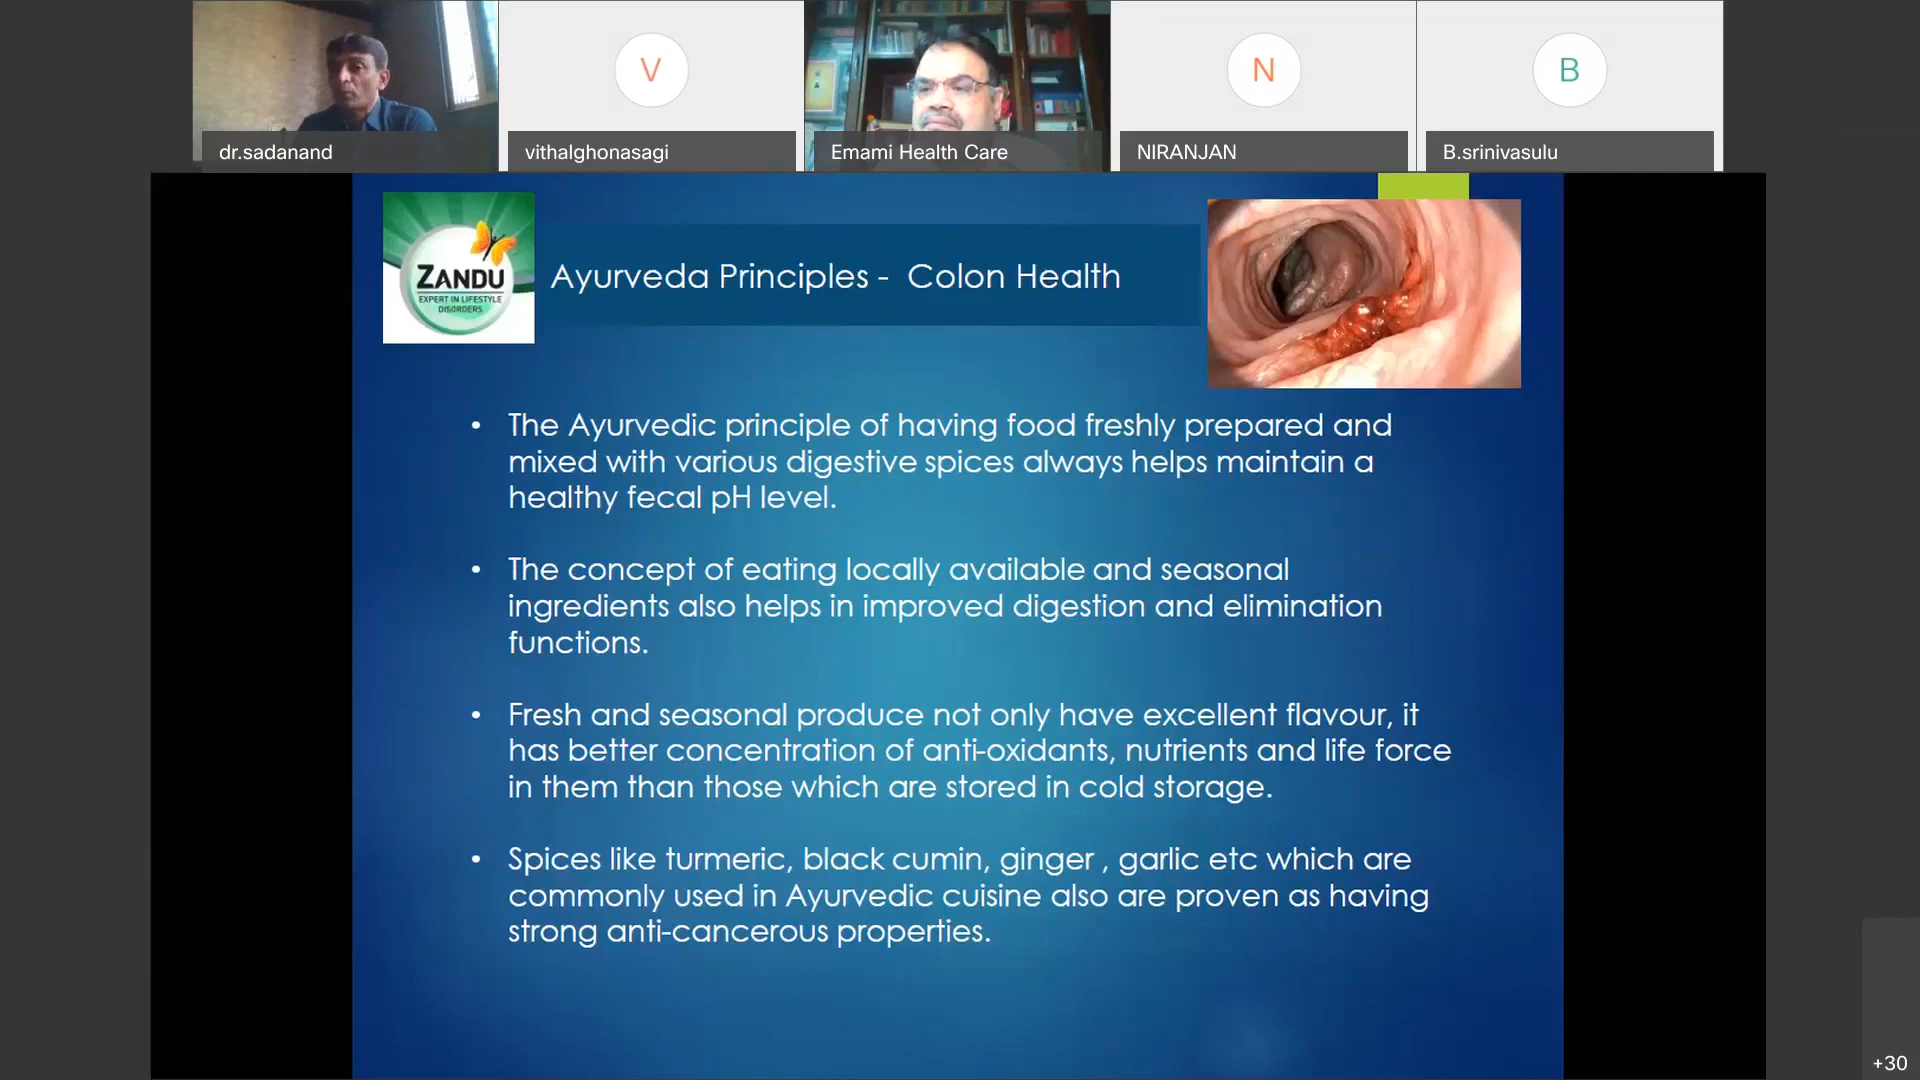 V
N
B
dr.sadanand
vithalghonasagi
Emami Health Care
NIRANJAN
B.srinivasulu
ZANDU
EXPERT IN LIFESTYLE
DISORDERS
Ayurveda Principles - Colon Health
• The Ayurvedic principle of having food freshly prepared and
mixed with various digestive spices always helps maintain a
healthy fecal pH level.
• The concept of eating locally available and seasonal
ingredients also helps in improved digestion and elimination
functions.
• Fresh and seasonal produce not only have excellent flavour, it
has better concentration of anti-oxidants, nutrients and life force
in them than those which are stored in cold storage.
• Spices like turmeric, black cumin, ginger , garlic etc which are
commonly used in Ayurvedic cuisine also are proven as having
strong anti-cancerous properties.
+30